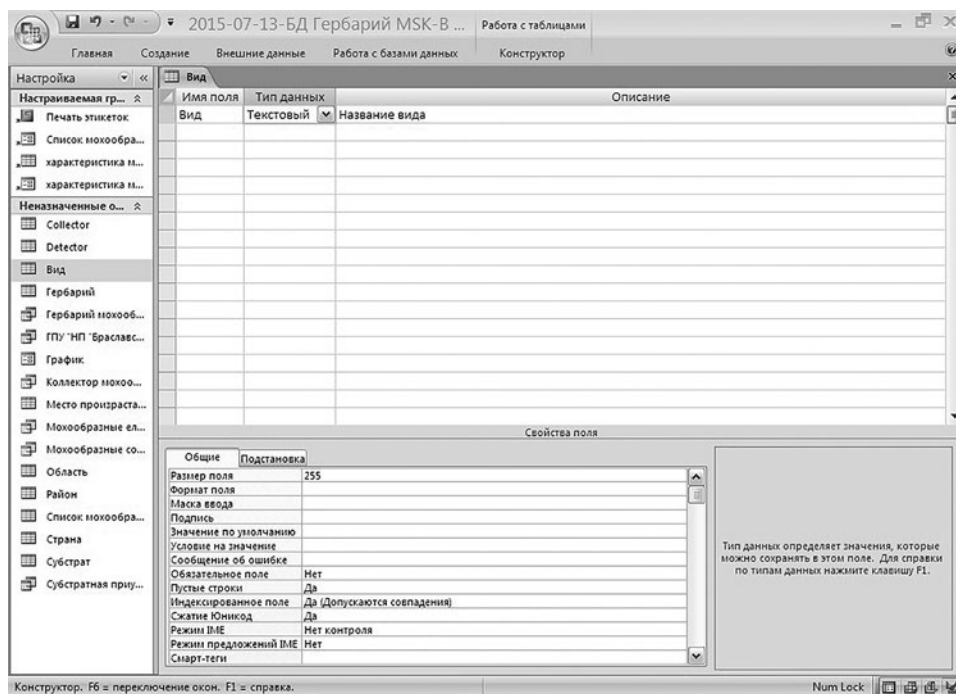 2015-07-13-БД Гербарий MSK-B ... Работа с таблицами
Главная Создание Внешние данные Работа с базами данных Конструктор
Настройка
Настраиваемая гр...
Печать этикеток
Список мохообра...
характеристика м...
характеристика м...
Неназначенные о...
Collector
Detector
Вид
Гербарий
Гербарий мохооб...
ГПУ "НП "Браславс...
График
Коллектор мохоо...
Место произраста...
Мохообразные ел...
Мохообразные со...
Область
Район
Список мохообра...
Страна
Субстрат
Субстратная приу...
Вид
Имя поля Тип данных Описание
Вид Текстовый Название вида
Свойства поля
Общие Подстановка
Размер поля 255
Формат поля
Маска ввода
Подпись
Значение по умолчанию
Условие на значение
Сообщение об ошибке
Обязательное поле Нет
Пустые строки Да
Индексированное поле Да (Допускаются совпадения)
Сжатие Юникод Да
Режим IME Нет контроля
Режим предложений IME Нет
Смарт-теги
Тип данных определяет значения, которые
можно сохранять в этом поле. Для справки
по типам данных нажмите клавишу F1.
Конструктор. F6 = переключение окон. F1 = справка. Num Lock